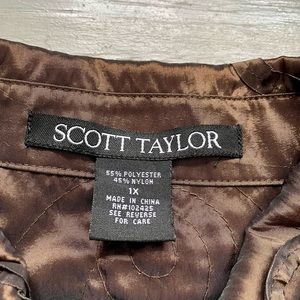 SCOTT TAYLOR
55% POLYESTER
45% NYLON
1X
MADE IN CHINA
RN#102425
SEE REVERSE
FOR CARE